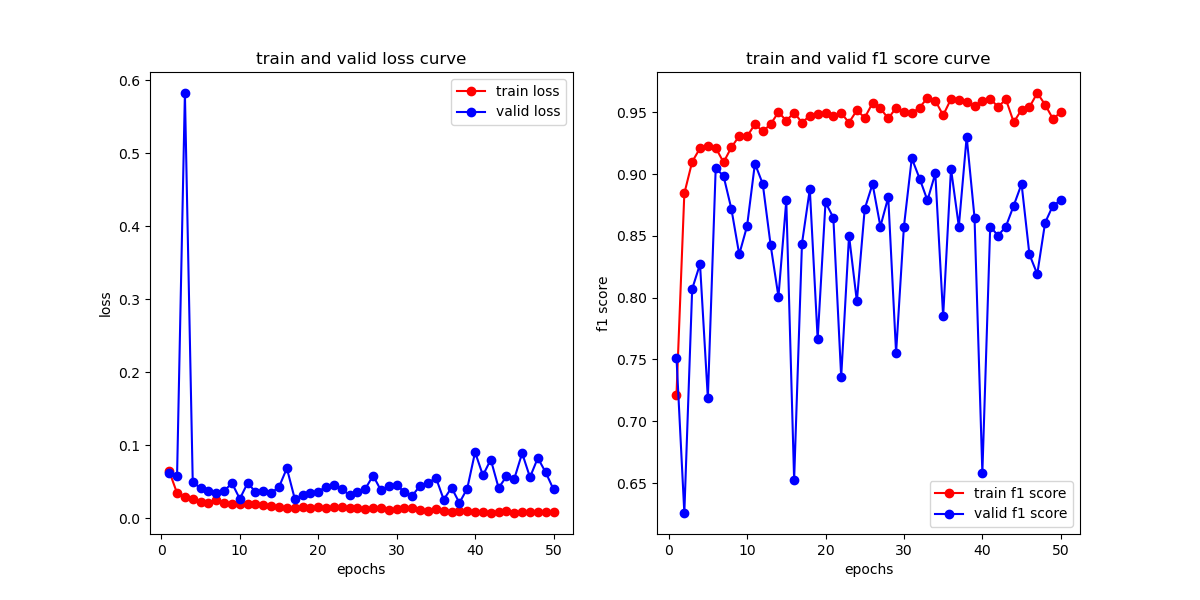 train and valid loss curve
0.6
0.5
0.4
0.3
0.2
0.1
0.0
loss
train loss
valid loss
0 10 20 30 40 50
epochs
train and valid f1 score curve
0.95
0.90
0.85
0.80
0.75
0.70
0.65
f1 score
train f1 score
valid f1 score
0 10 20 30 40 50
epochs